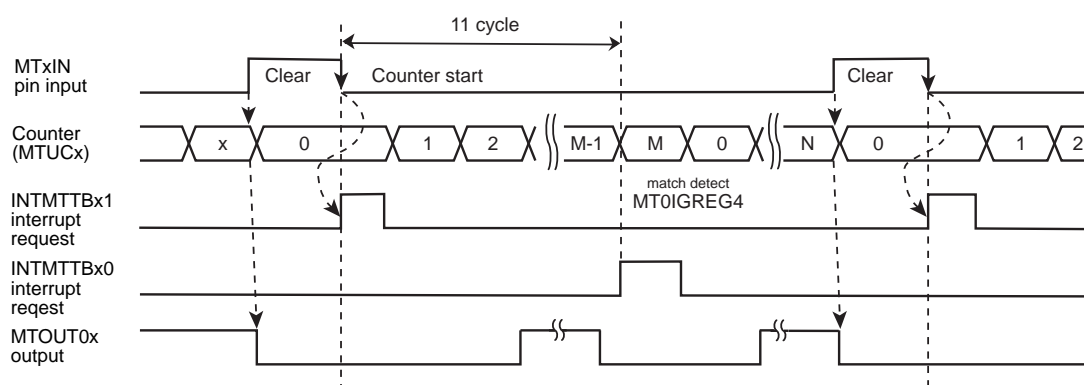 11 cycle
MTxIN
pin input
Clear
Counter start
Clear
Counter
(MTUCx)
x 0 1 2 M-1 M 0 N 0 1 2
match detect
MT0IGREG4
INTMTTBx1
interrupt
request
INTMTTBx0
interrupt
reqest
MTOUT0x
output